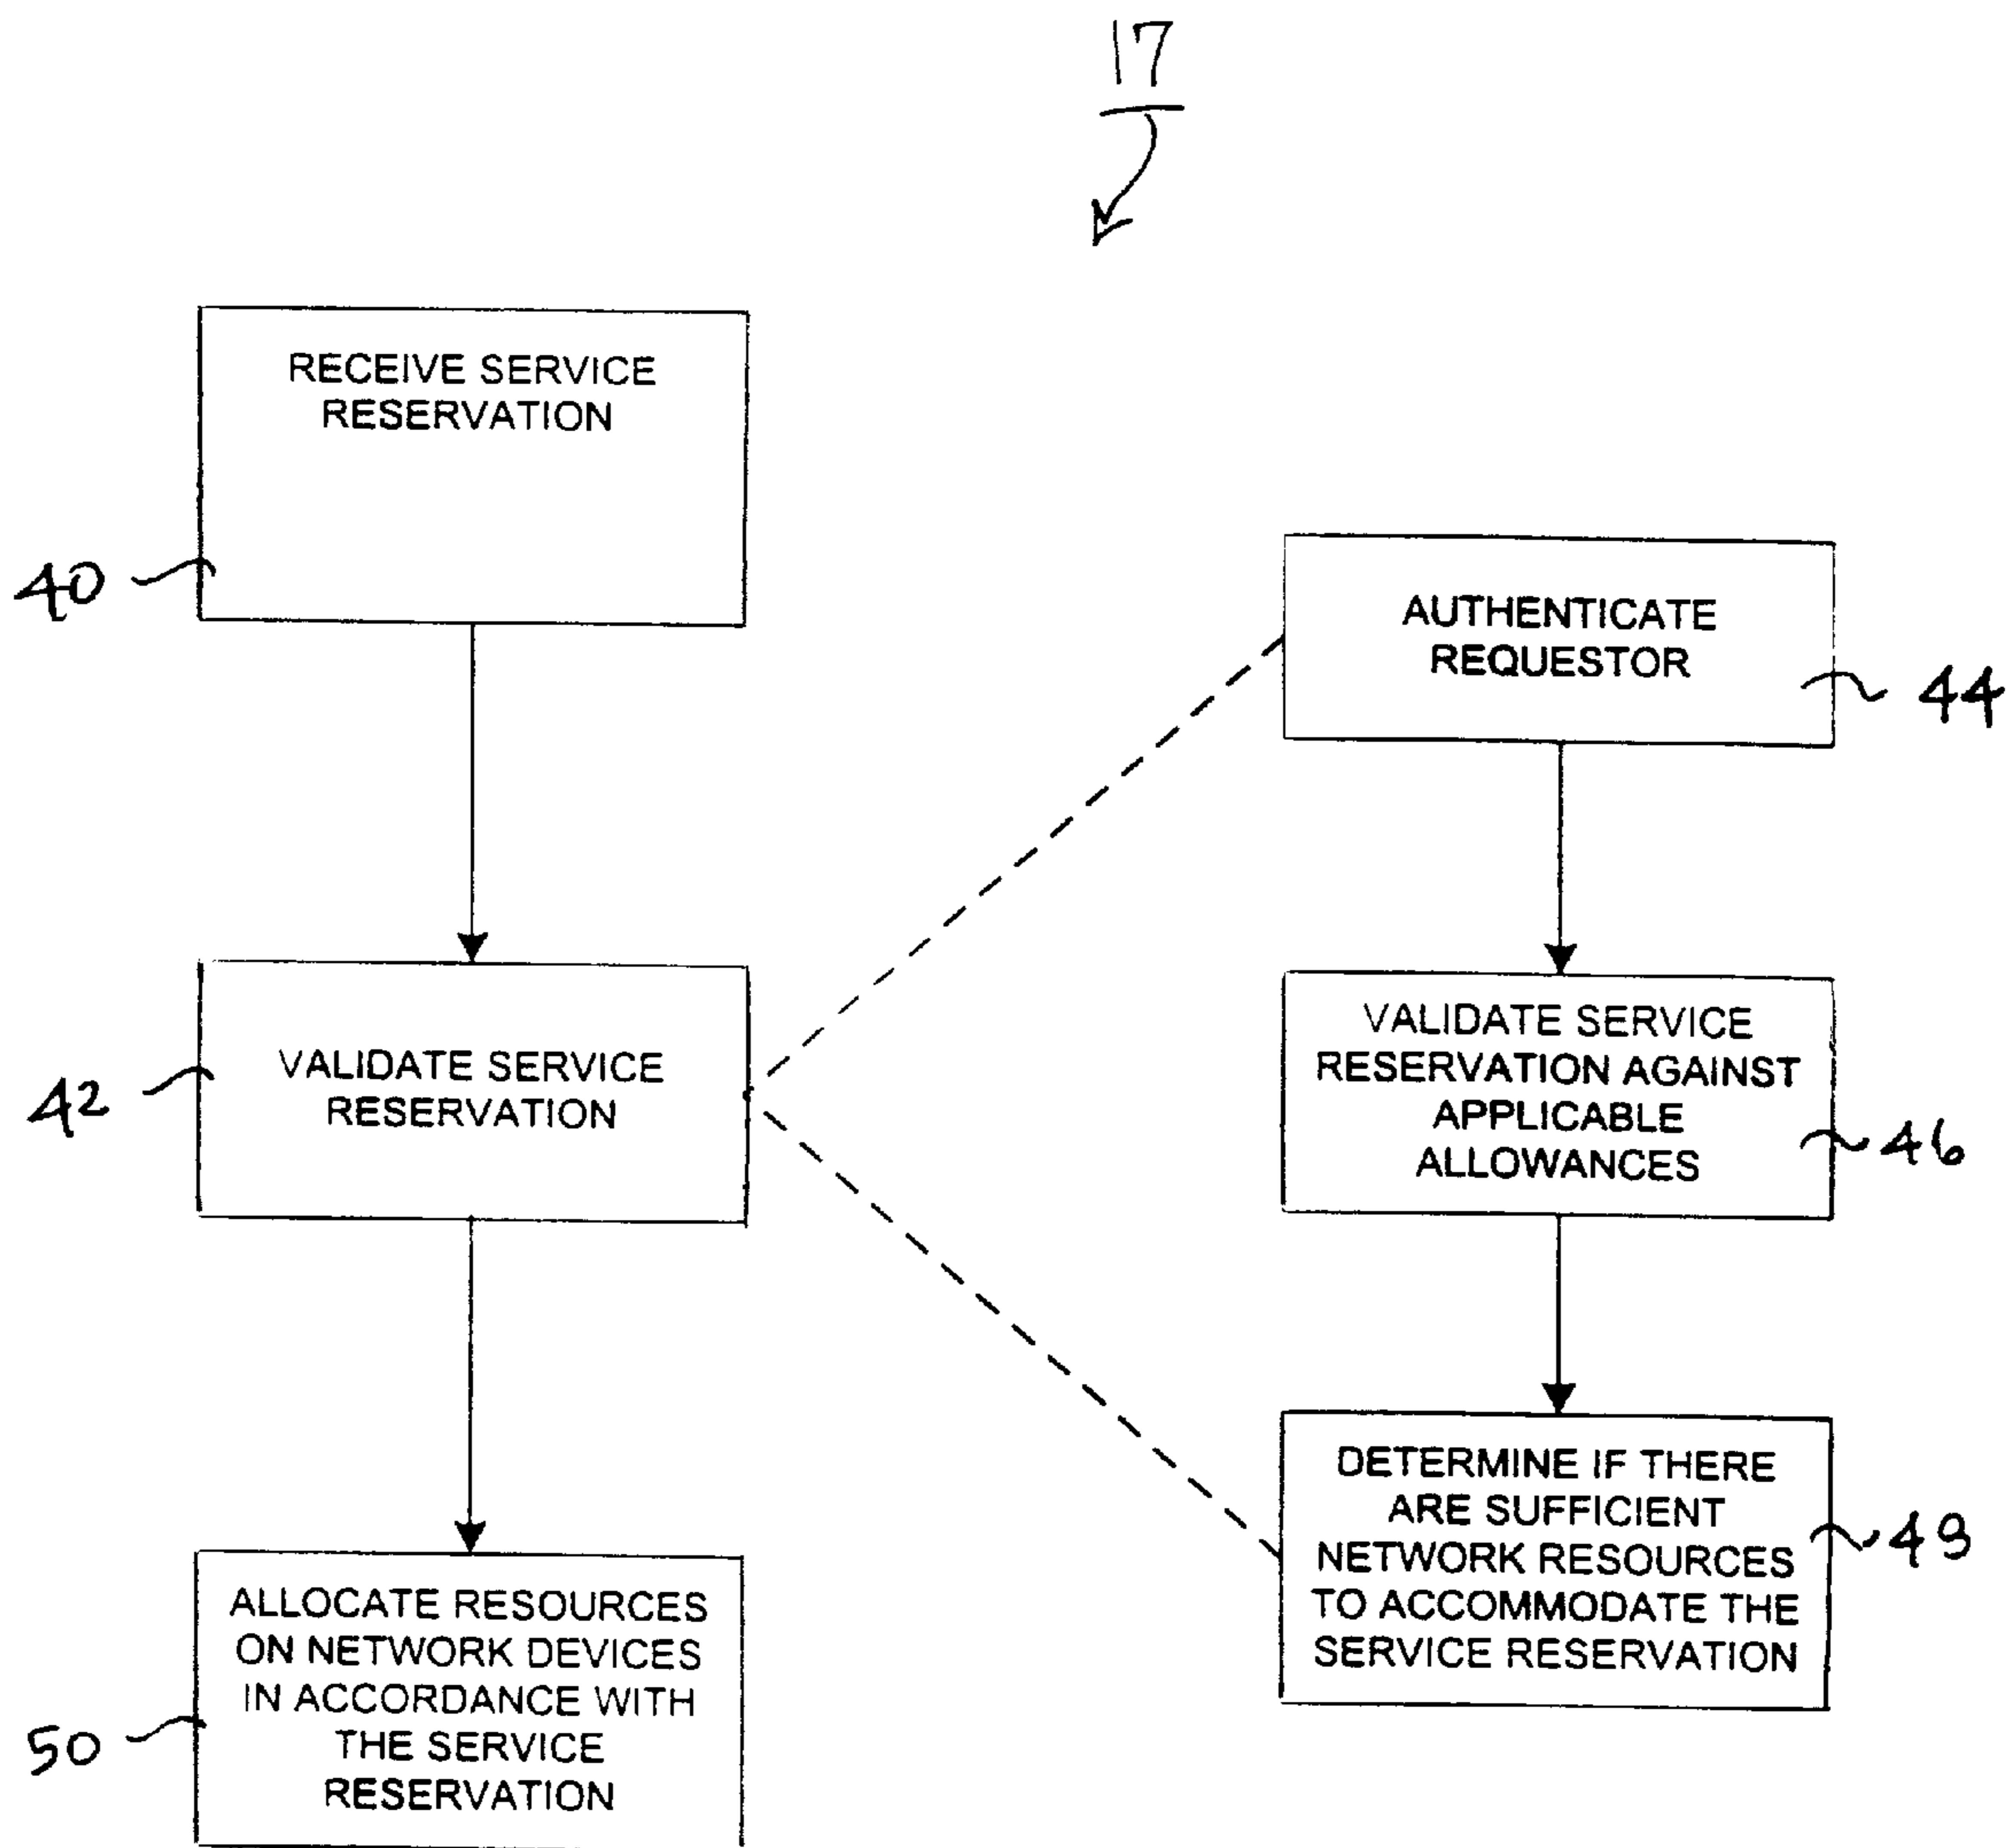 17
RECEIVE SERVICE
RESERVATION
40
VALIDATE SERVICE
RESERVATION
42
ALLOCATE RESOURCES
ON NETWORK DEVICES
IN ACCORDANCE WITH
THE SERVICE
RESERVATION
50
AUTHENTICATE
REQUESTOR
44
VALIDATE SERVICE
RESERVATION AGAINST
APPLICABLE
ALLOWANCES
46
DETERMINE IF THERE
ARE SUFFICIENT
NETWORK RESOURCES
TO ACCOMMODATE THE
SERVICE RESERVATION